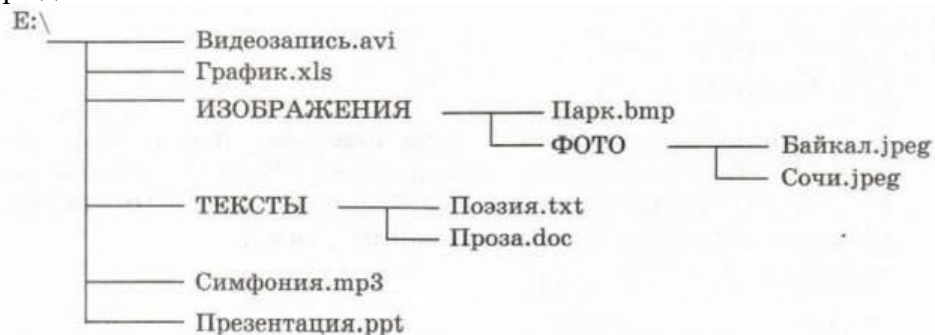 E:\
Видеозапись.avi
График.xls
ИЗОБРАЖЕНИЯ Парк.bmp
ФОТО Байкал.jpeg
Сочи.jpeg
ТЕКСТЫ Поэзия.txt
Проза.doc
Симфония.mp3
Презентация.ppt